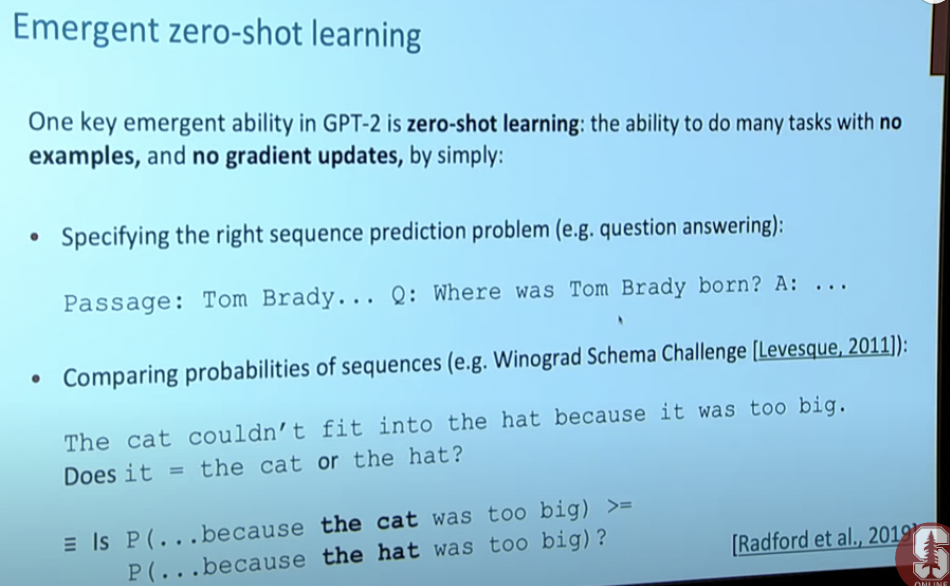 Emergent zero-shot learning
One key emergent ability in GPT-2 is zero-shot learning: the ability to do many tasks with no
examples, and no gradient updates, by simply:
• Specifying the right sequence prediction problem (e.g. question answering):
Passage: Tom Brady... Q: Where was Tom Brady born? A: ...
• Comparing probabilities of sequences (e.g. Winograd Schema Challenge [Levesque, 2011]):
The cat couldn't fit into the hat because it was too big.
Does it = the cat or the hat?
≡ Is P(...because the cat was too big) >=
P(...because the hat was too big)?
[Radford et al., 2019]
S
ONLINE